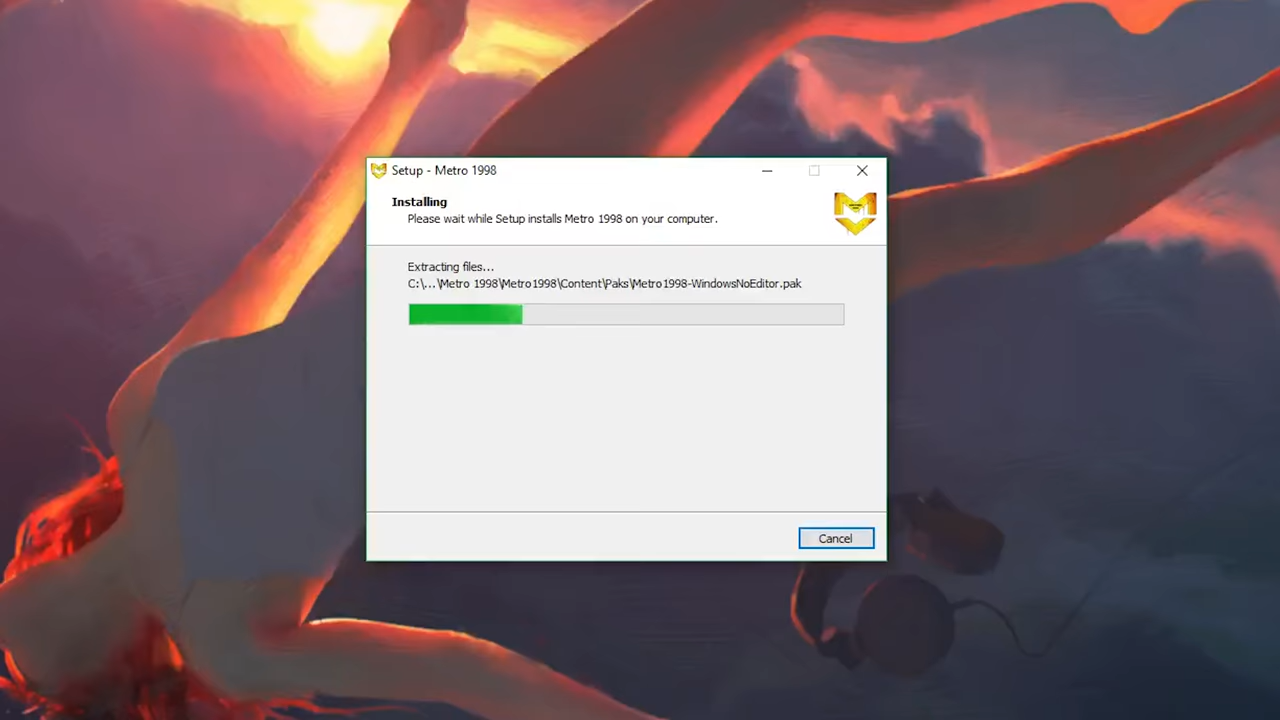 Setup - Metro 1998
Installing
Please wait while Setup installs Metro 1998 on your computer.
Extracting files...
C:\...\Metro 1998\Metro1998\Content\Paks\Metro1998-WindowsNoEditor.pak
Cancel